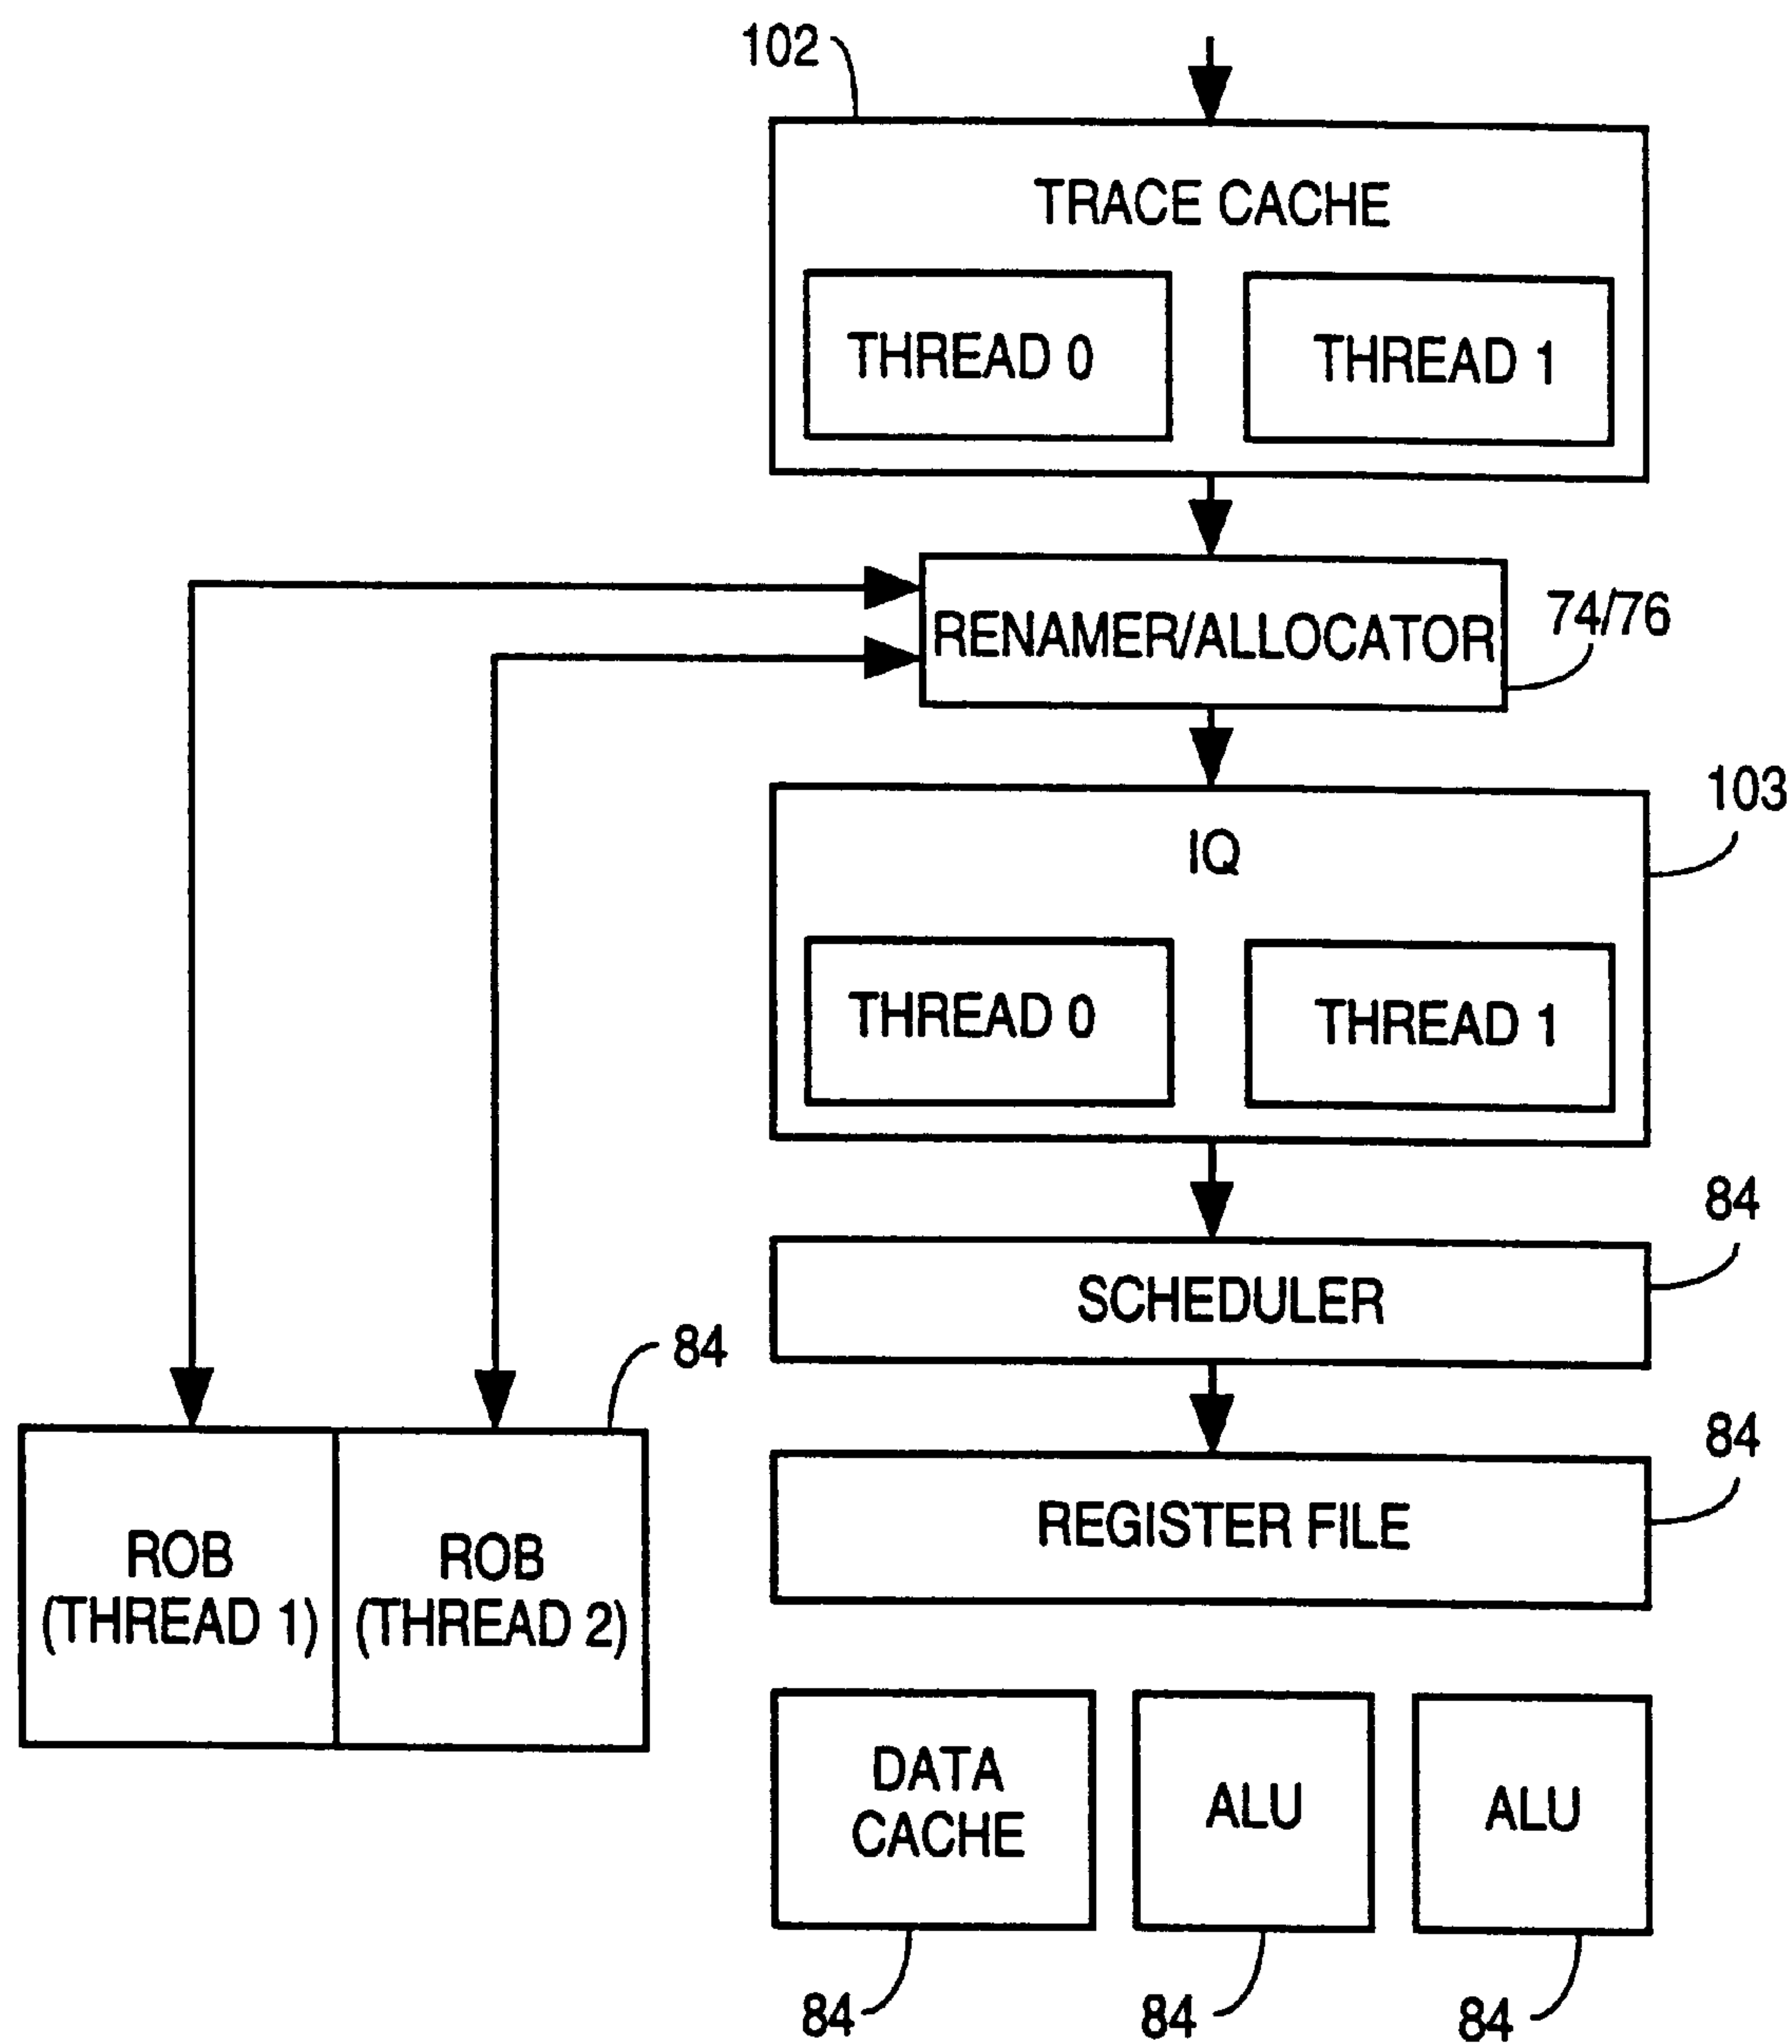 102
TRACE CACHE
THREAD 0
THREAD 1
RENAMER/ALLOCATOR
74/76
103
IQ
THREAD 0
THREAD 1
84
SCHEDULER
84
84
REGISTER FILE
ROB
(THREAD 1)
ROB
(THREAD 2)
DATA
CACHE
ALU
ALU
84
84
84